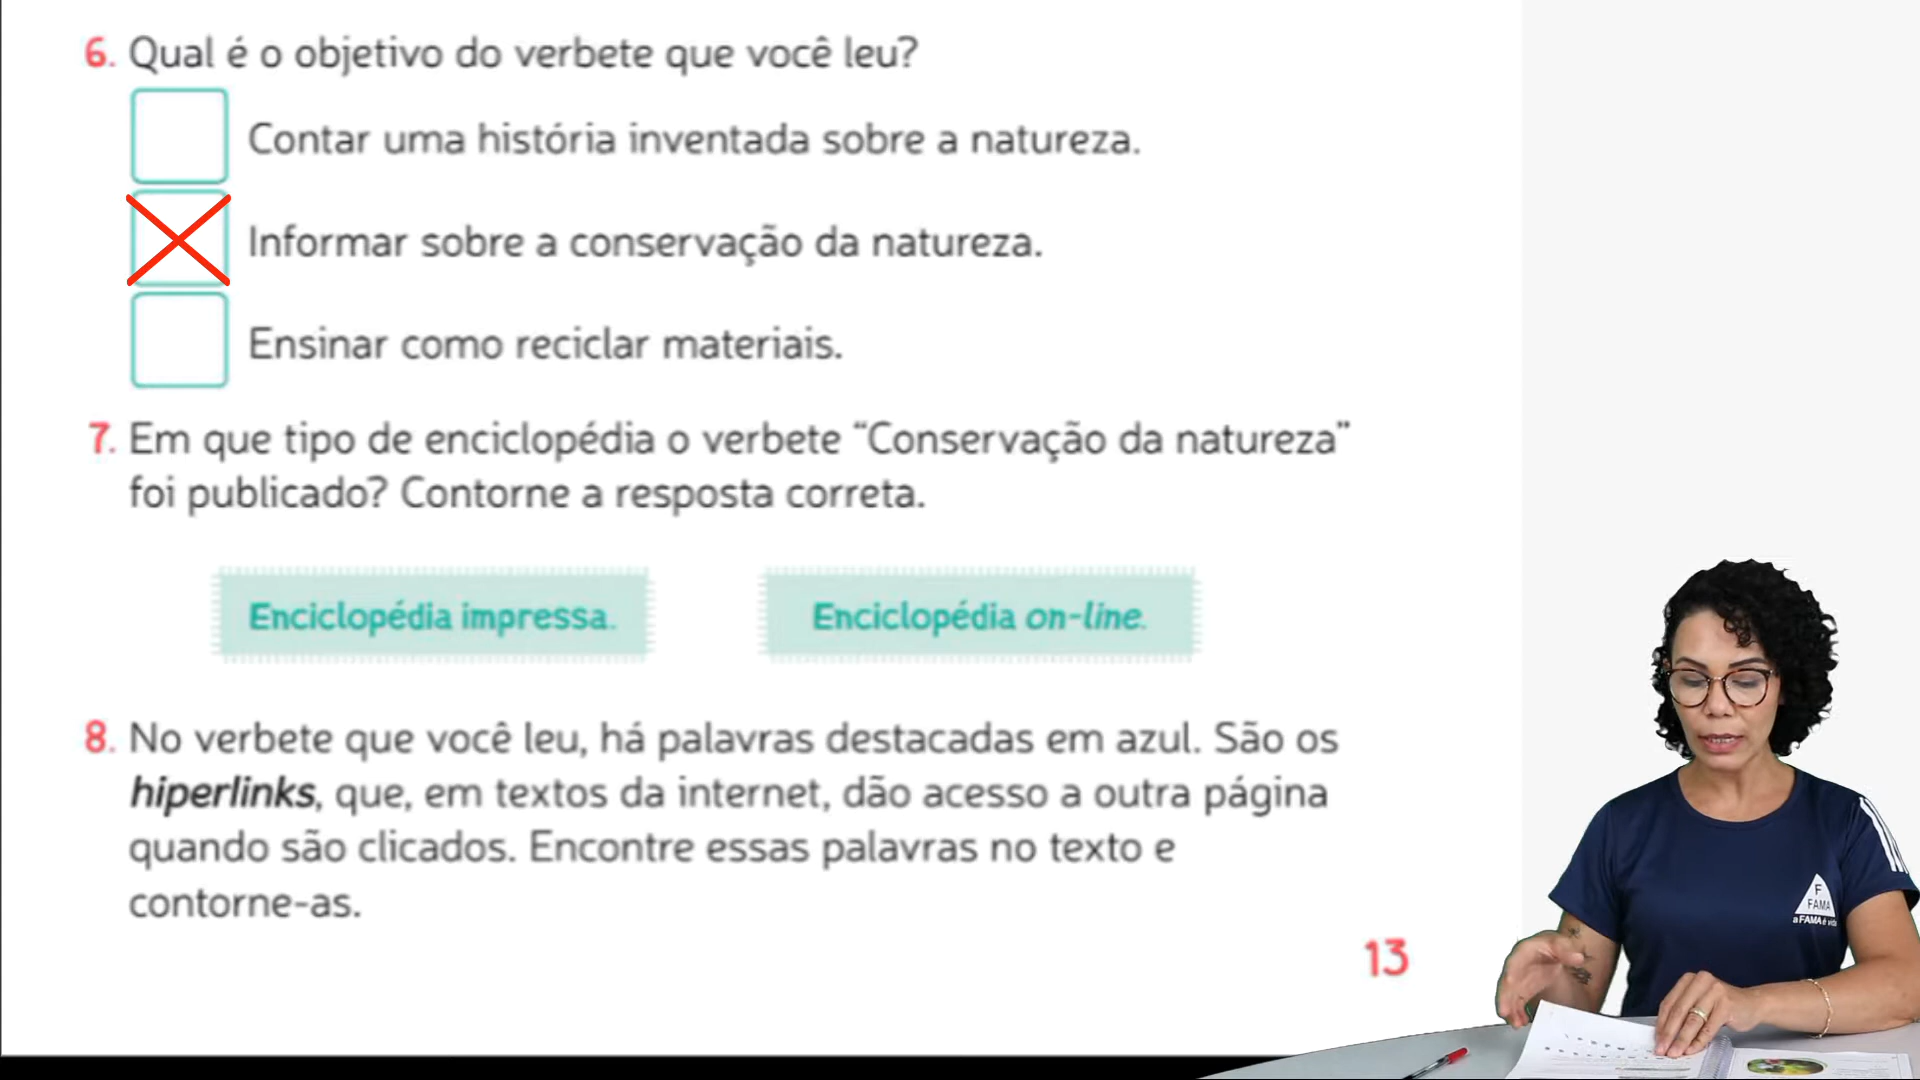 6. Qual é o objetivo do verbete que você leu?
Contar uma história inventada sobre a natureza.
Informar sobre a conservação da natureza.
Ensinar como reciclar materiais.
7. Em que tipo de enciclopédia o verbete “Conservação da natureza”
foi publicado? Contorne a resposta correta.
Enciclopédia impressa.
Enciclopédia on-line.
8. No verbete que você leu, há palavras destacadas em azul. São os
hiperlinks, que, em textos da internet, dão acesso a outra página
quando são clicados. Encontre essas palavras no texto e
contorne-as.
13
F
FAMA
a FAMA é